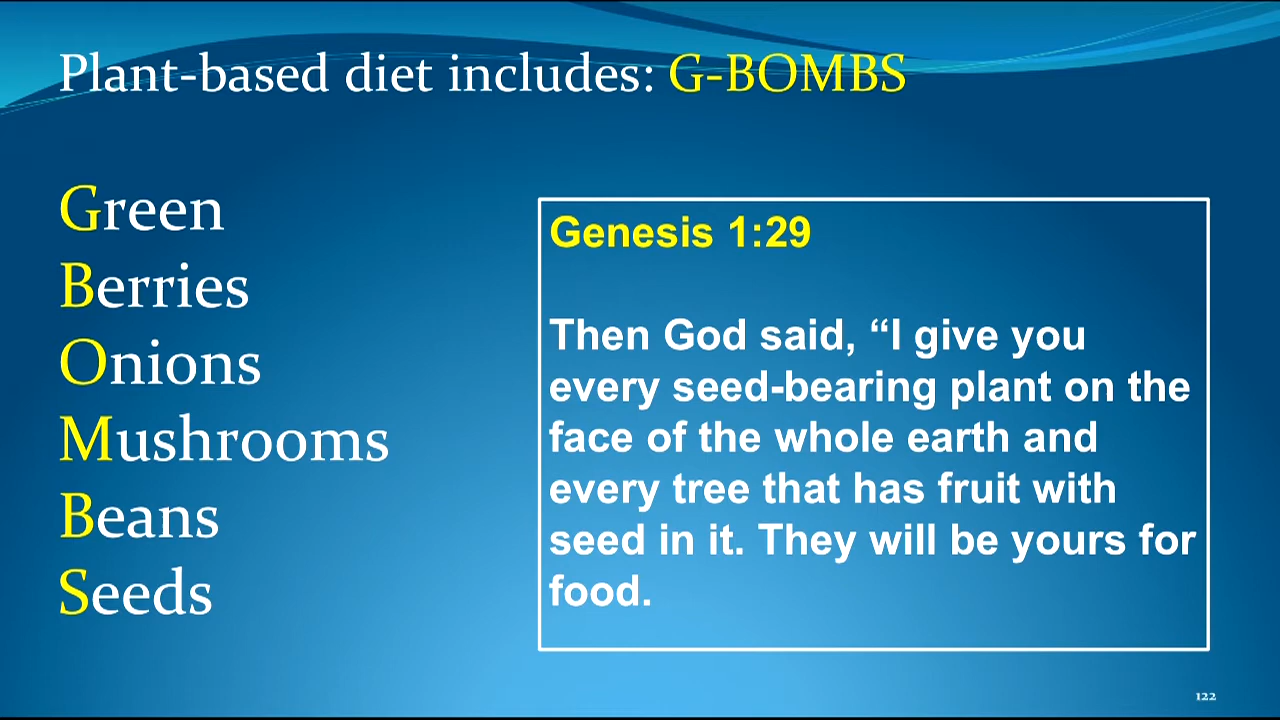 Plant-based diet includes: G-BOMBS
Green
Berries
Onions
Mushrooms
Beans
Seeds
Genesis 1:29
Then God said, “I give you
every seed-bearing plant on the
face of the whole earth and
every tree that has fruit with
seed in it. They will be yours for
food.
122